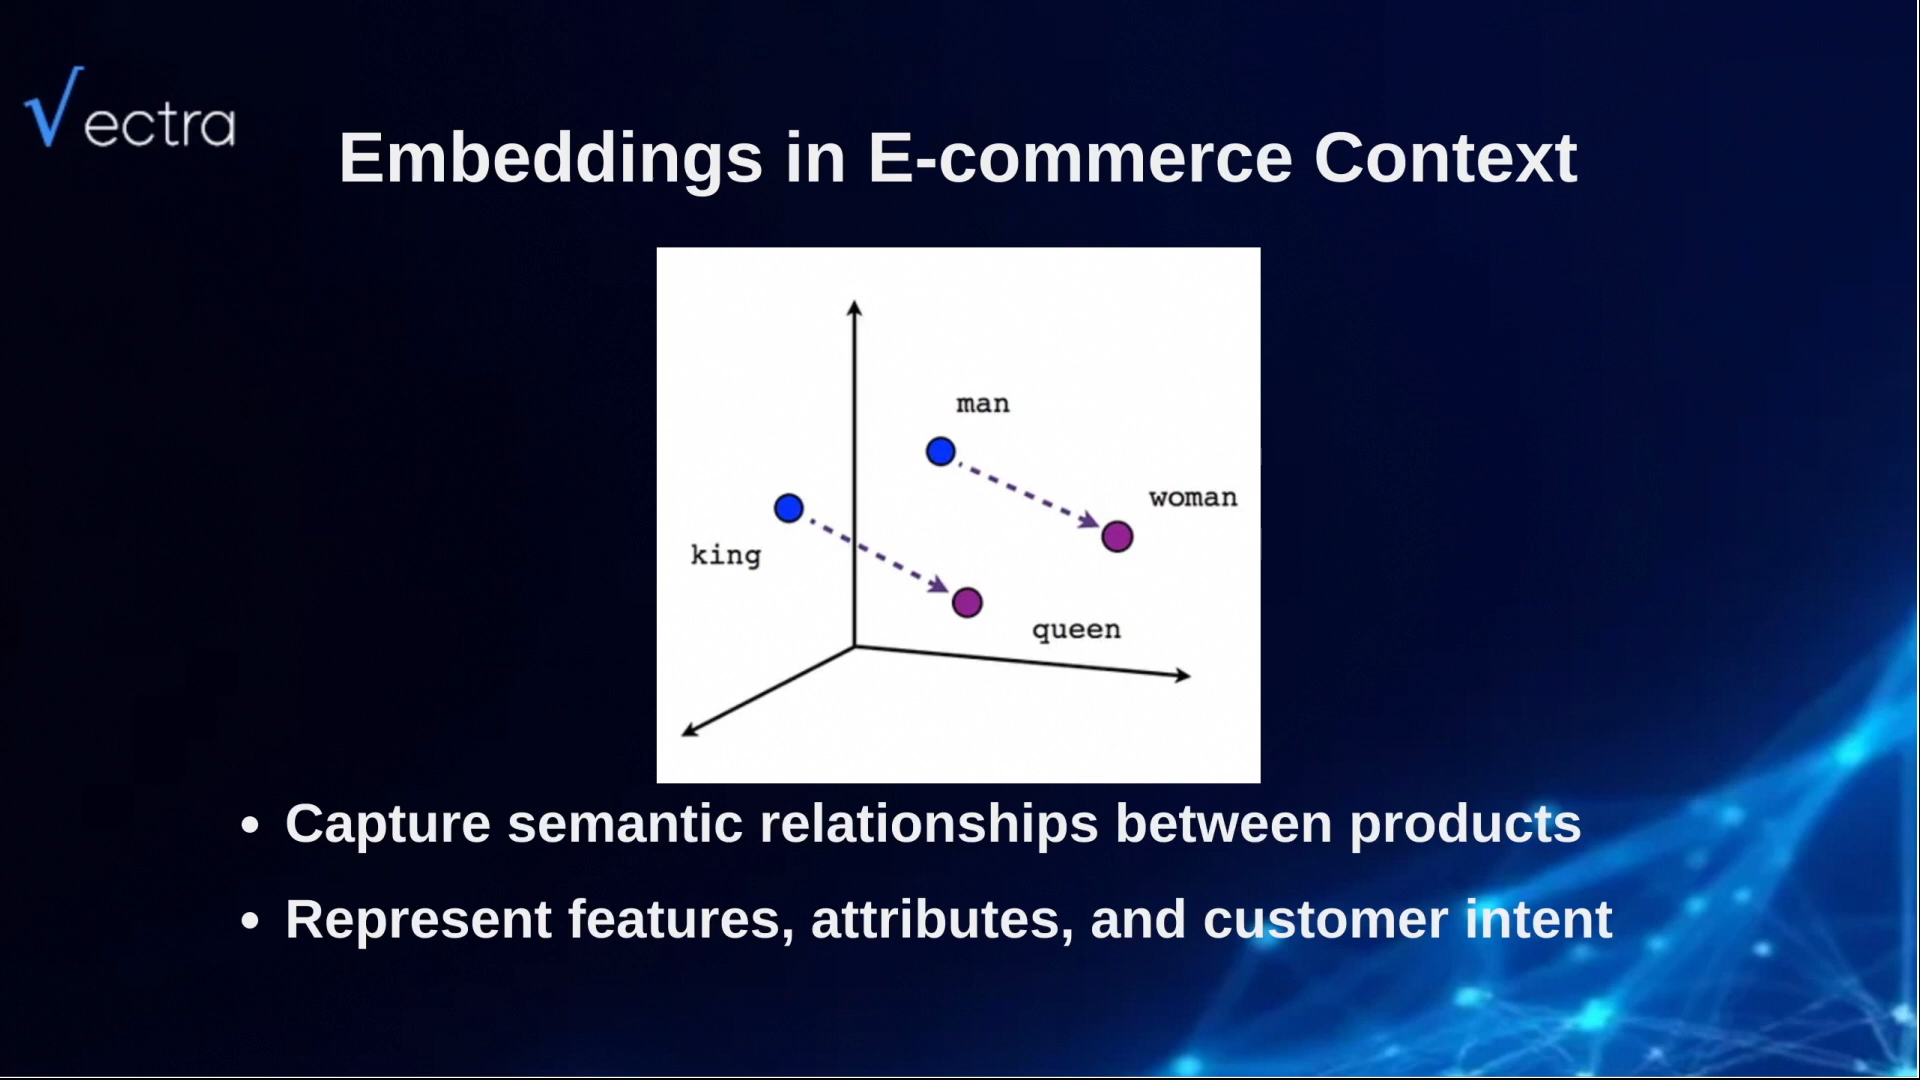 √ectra
Embeddings in E-commerce Context
man
woman
king
queen
• Capture semantic relationships between products
• Represent features, attributes, and customer intent